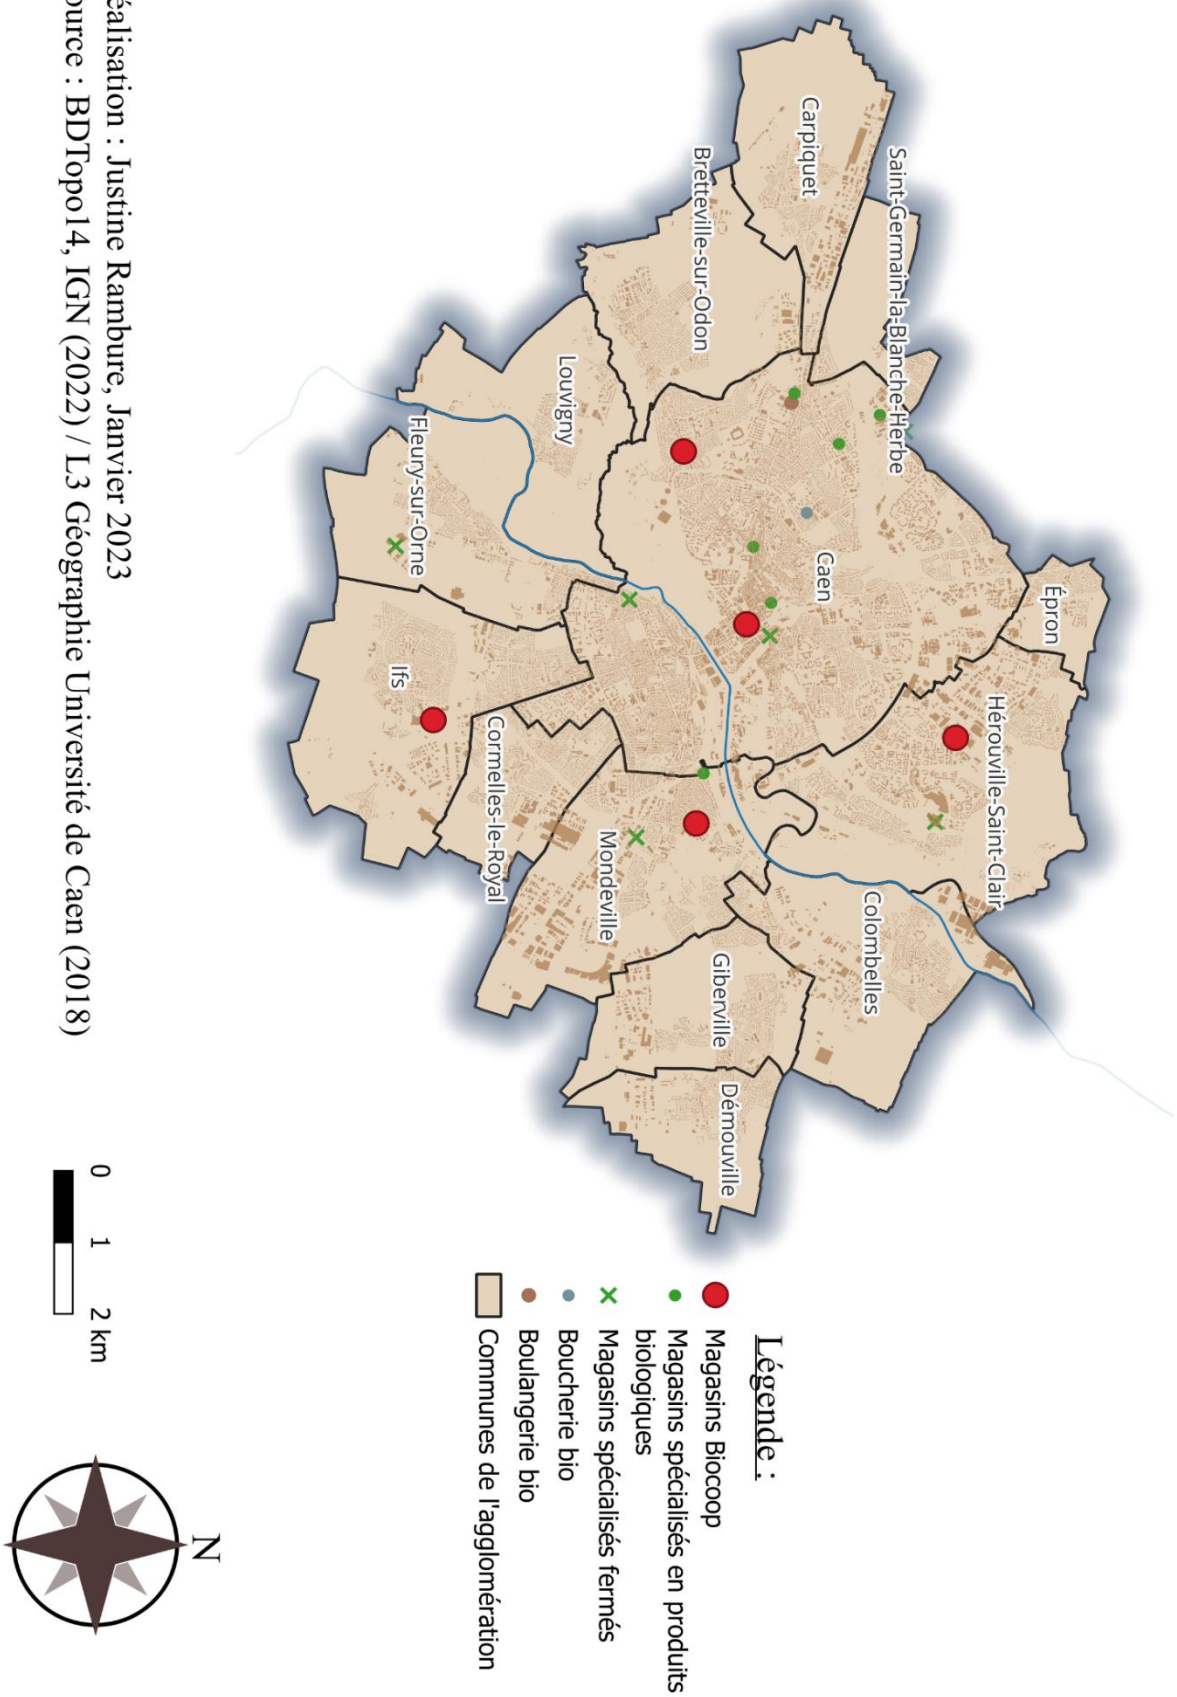 Carpiquet
Saint-Germain-la-Blanche-Herbe
Bretteville-sur-Odon
Louvigny
Fleury-sur-Orne
Caen
Épron
Hérouville-Saint-Clair
Ifs
Cormelles-le-Royal
Mondeville
Colombelles
Giberville
Démouville
Légende :
Magasins Biocoop
Magasins spécialisés en produits
biologiques
Magasins spécialisés fermés
Boucherie bio
Boulangerie bio
Communes de l'agglomération
éalisation : Justine Rambure, Janvier 2023
ource : BDTopo14, IGN (2022) / L3 Géographie Université de Caen (2018)
0 1 2 km
N